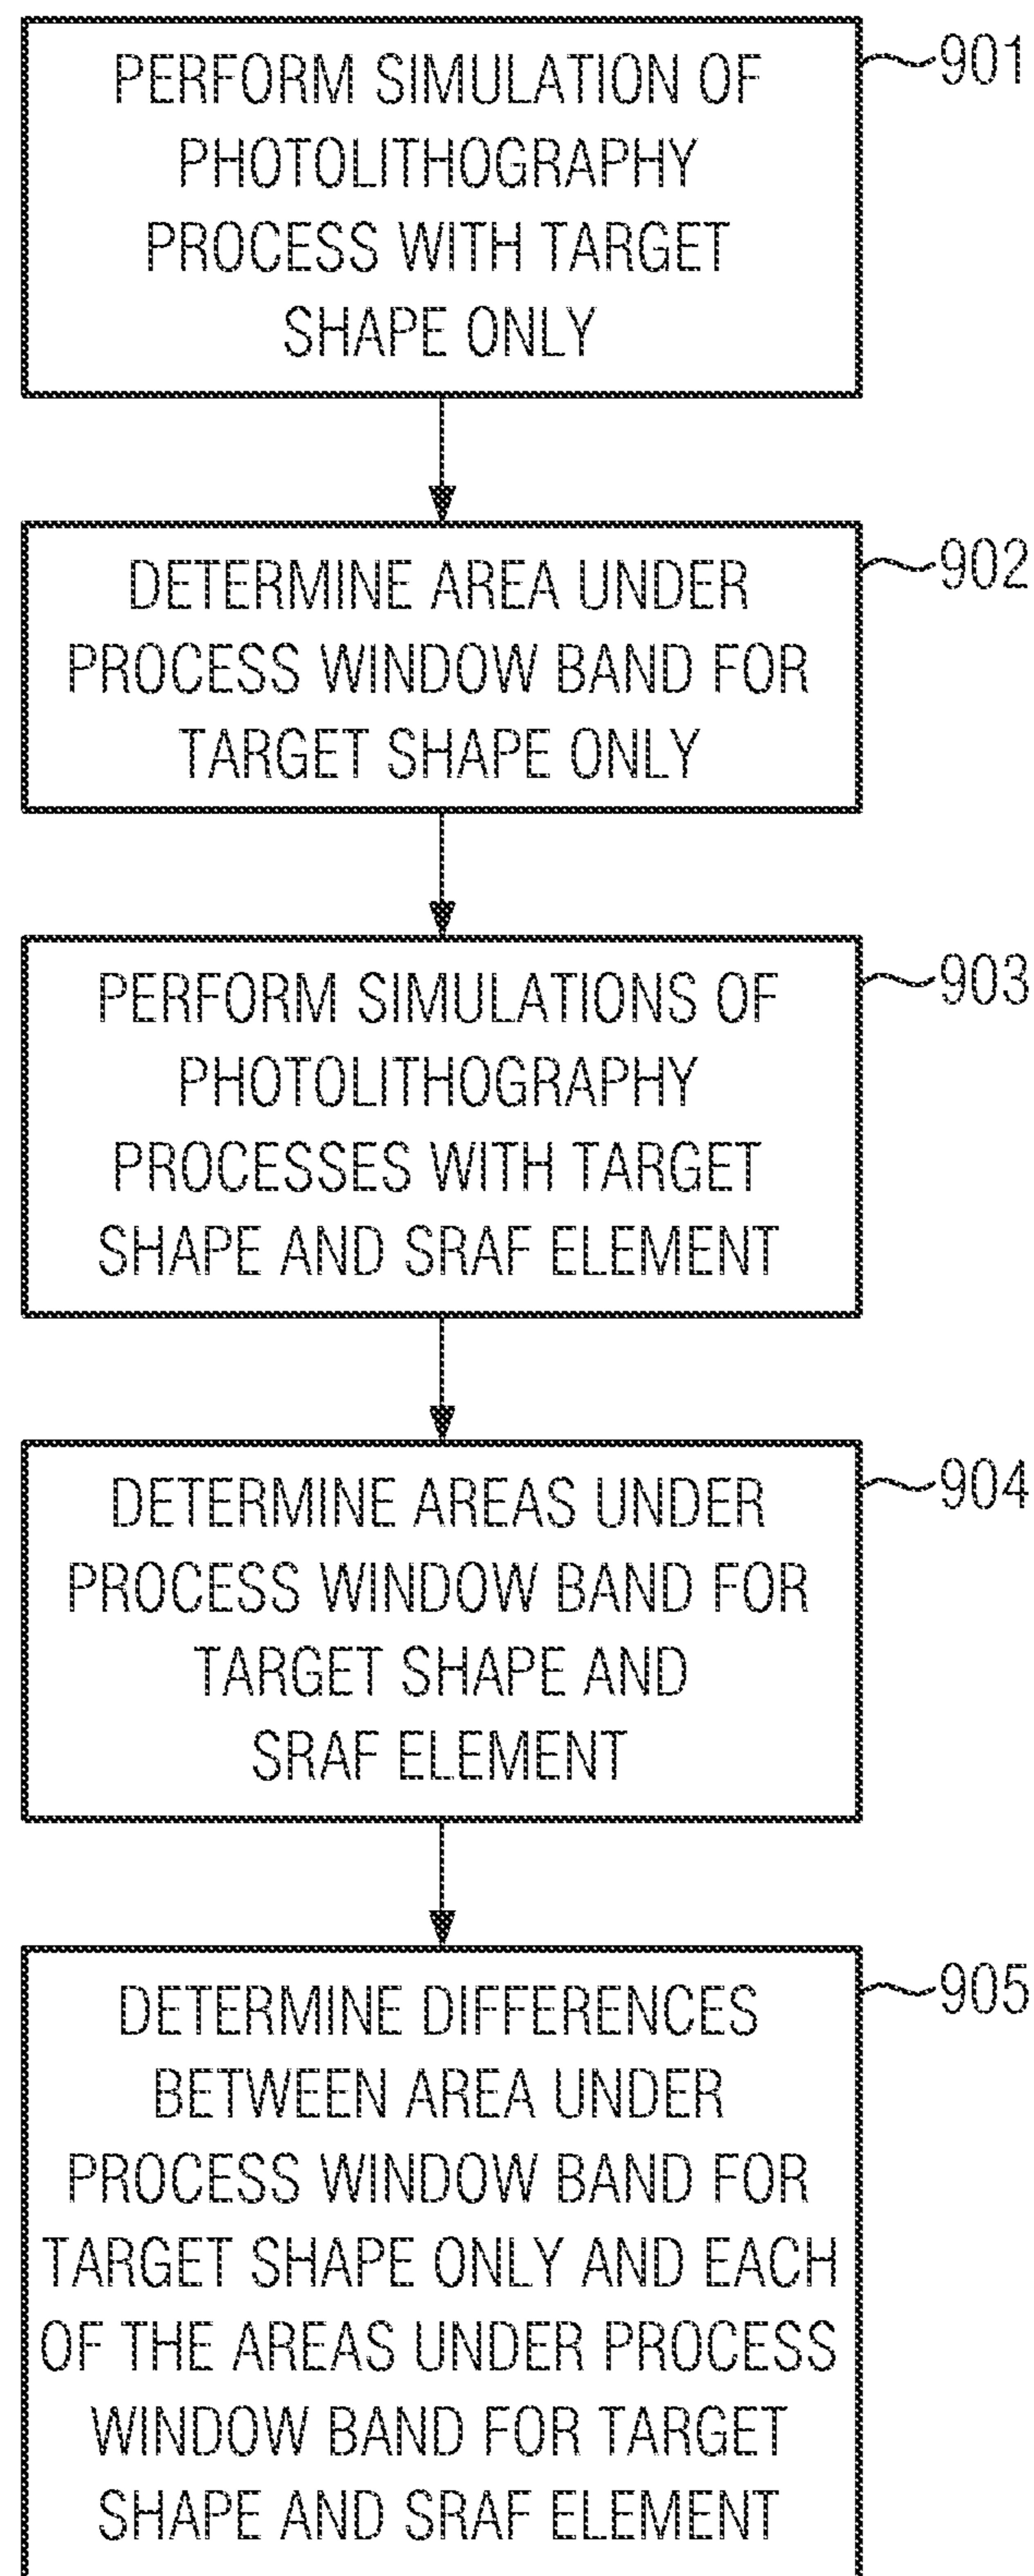 PERFORM SIMULATION OF
PHOTOLITHOGRAPHY
PROCESS WITH TARGET
SHAPE ONLY
901
DETERMINE AREA UNDER
PROCESS WINDOW BAND FOR
TARGET SHAPE ONLY
902
PERFORM SIMULATIONS OF
PHOTOLITHOGRAPHY
PROCESSES WITH TARGET
SHAPE AND SRAF ELEMENT
903
DETERMINE AREAS UNDER
PROCESS WINDOW BAND FOR
TARGET SHAPE AND
SRAF ELEMENT
904
DETERMINE DIFFERENCES
BETWEEN AREA UNDER
PROCESS WINDOW BAND FOR
TARGET SHAPE ONLY AND EACH
OF THE AREAS UNDER PROCESS
WINDOW BAND FOR TARGET
SHAPE AND SRAF ELEMENT
905